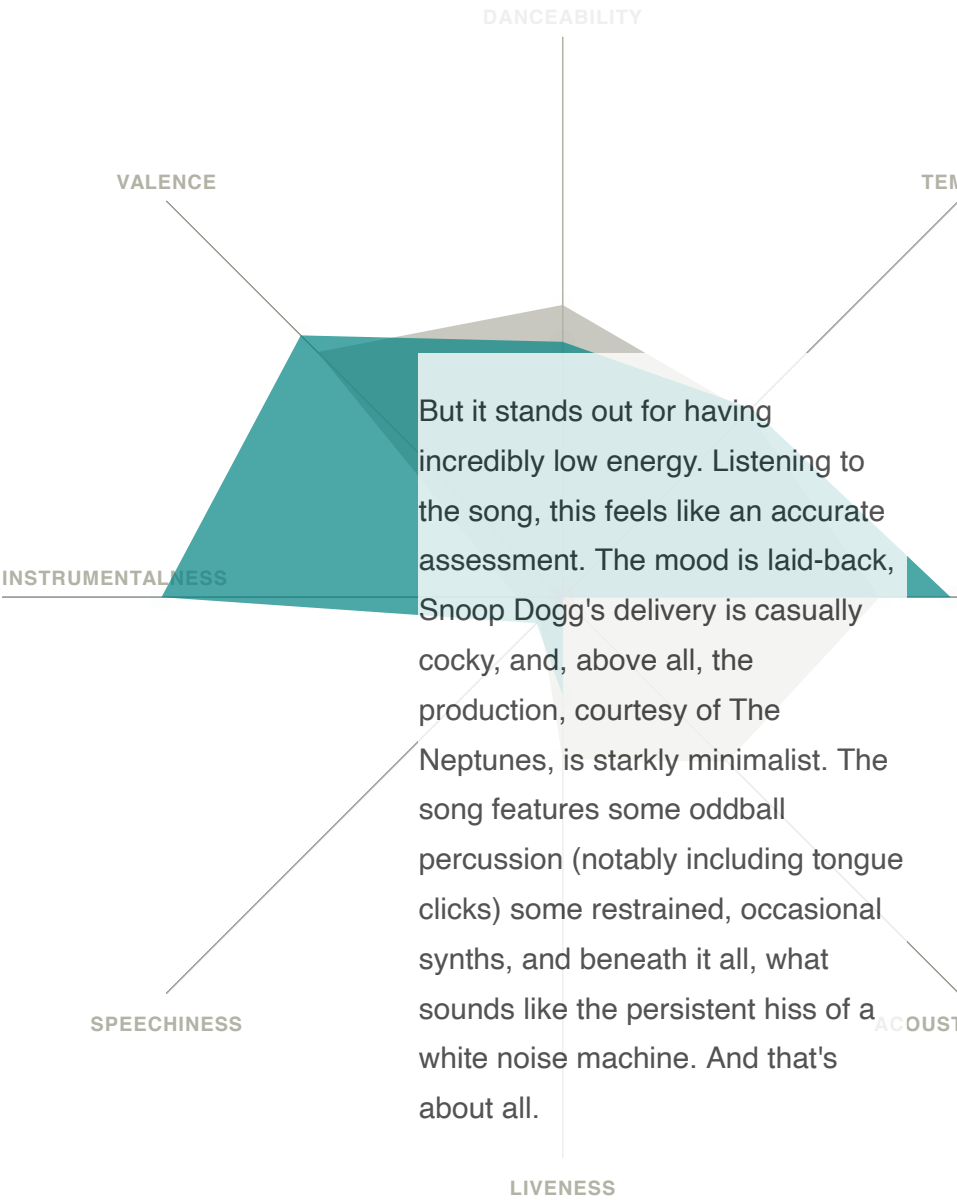 DANCEABILITY
VALENCE
TEM
But it stands out for having
incredibly low energy. Listening to
the song, this feels like an accurate
assessment. The mood is laid-back,
INSTRUMENTALNESS
Snoop Dogg's delivery is casually
cocky, and, above all, the
production, courtesy of The
Neptunes, is starkly minimalist. The
song features some oddball
percussion (notably including tongue
clicks) some restrained, occasional
synths, and beneath it all, what
sounds like the persistent hiss of a
SPEECHINESS
ACOUST
white noise machine. And that's
about all.
LIVENESS